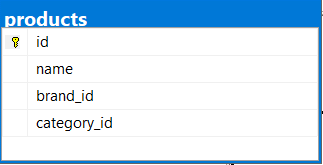 products
id
name
brand_id
category_id